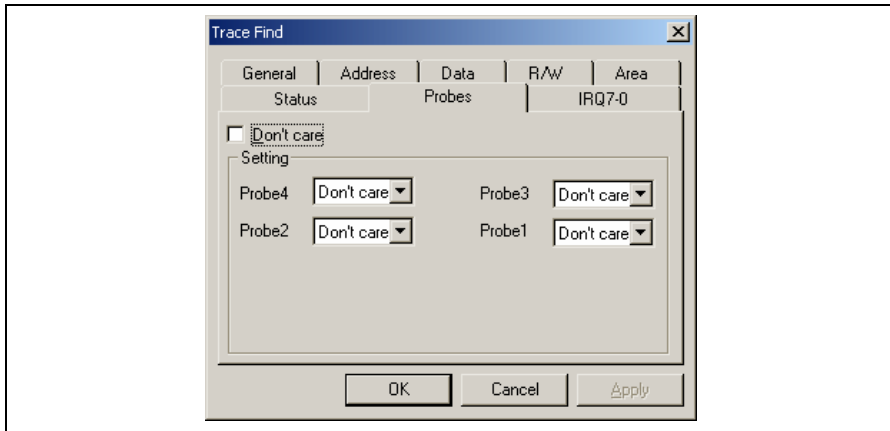 Trace Find
General Address Data R/W Area
Status Probes IRQ7-0
Don't care
Setting
Probe4 Don't care Probe3 Don't care
Probe2 Don't care Probe1 Don't care
OK Cancel Apply